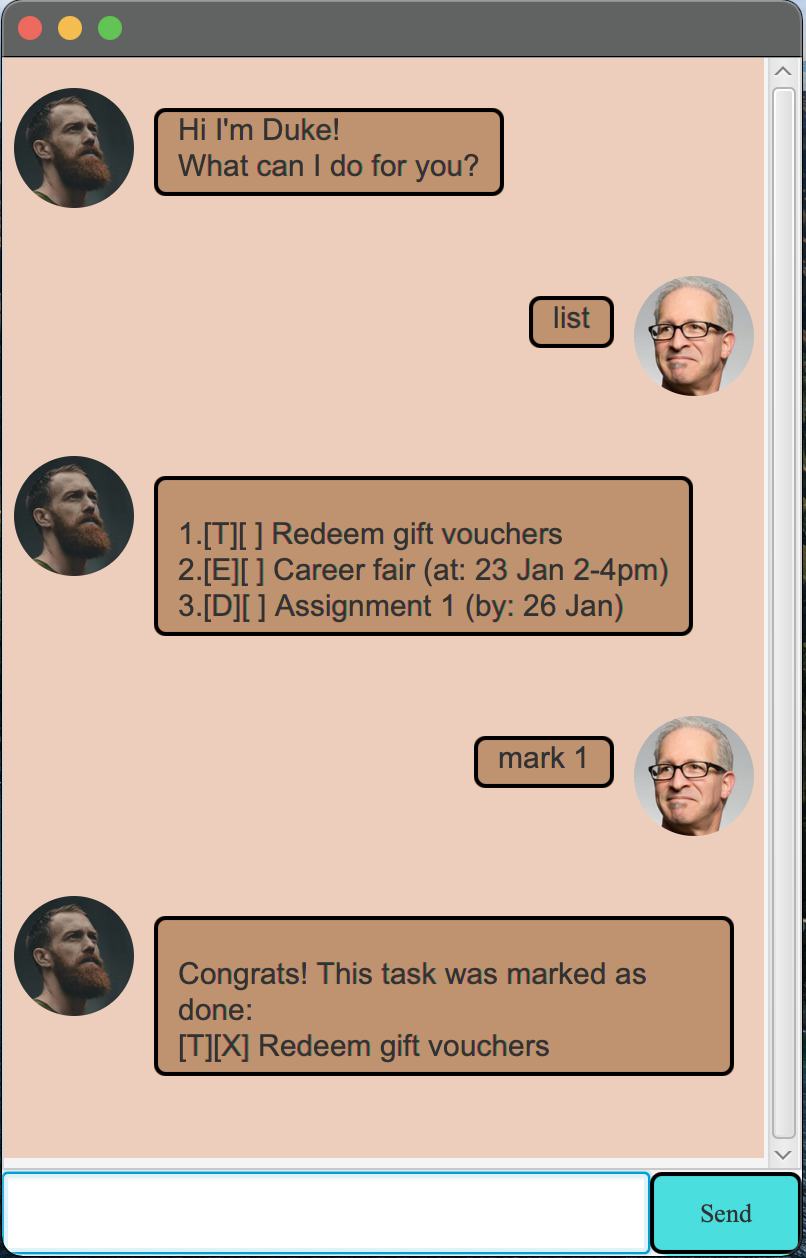 Hi I'm Duke!
What can I do for you?
list
1.[T][ ] Redeem gift vouchers
2.[E][ ] Career fair (at: 23 Jan 2-4pm)
3.[D][ ] Assignment 1 (by: 26 Jan)
mark 1
Congrats! This task was marked as
done:
[T][X] Redeem gift vouchers
Send